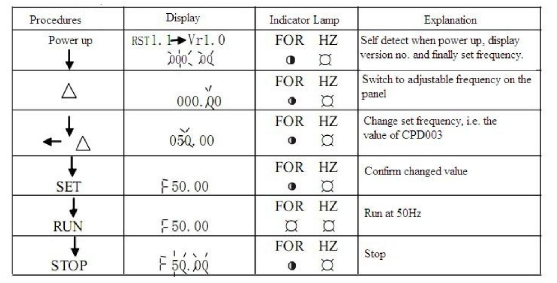 Procedures Display Indicator Lamp Explanation
Power up RST1.1→Vr1.0 FOR HZ Self detect when power up, display
000.00 version no. and finally set frequency.
000.00 FOR HZ Switch to adjustable frequency on the
panel
050.00 FOR HZ Change set frequency, i.e. the
value of CPD003
SET F50.00 FOR HZ Confirm changed value
RUN F50.00 FOR HZ Run at 50Hz
STOP F50.00 FOR HZ Stop